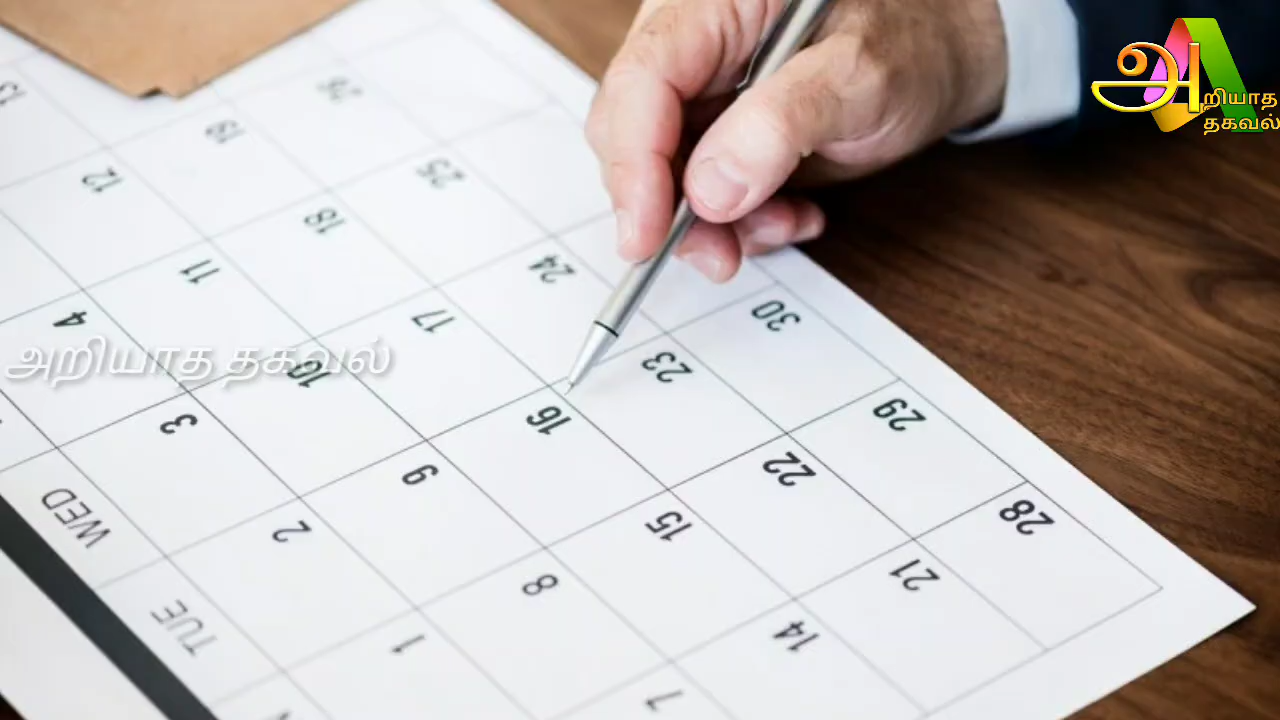 அறியாத
தகவல்
அறியாத தகவல்
TUE WED
1 2 3 4
7 8 9 10 11 12 13
14 15 16 17 18 19
21 22 23 24 25 26
28 29 30